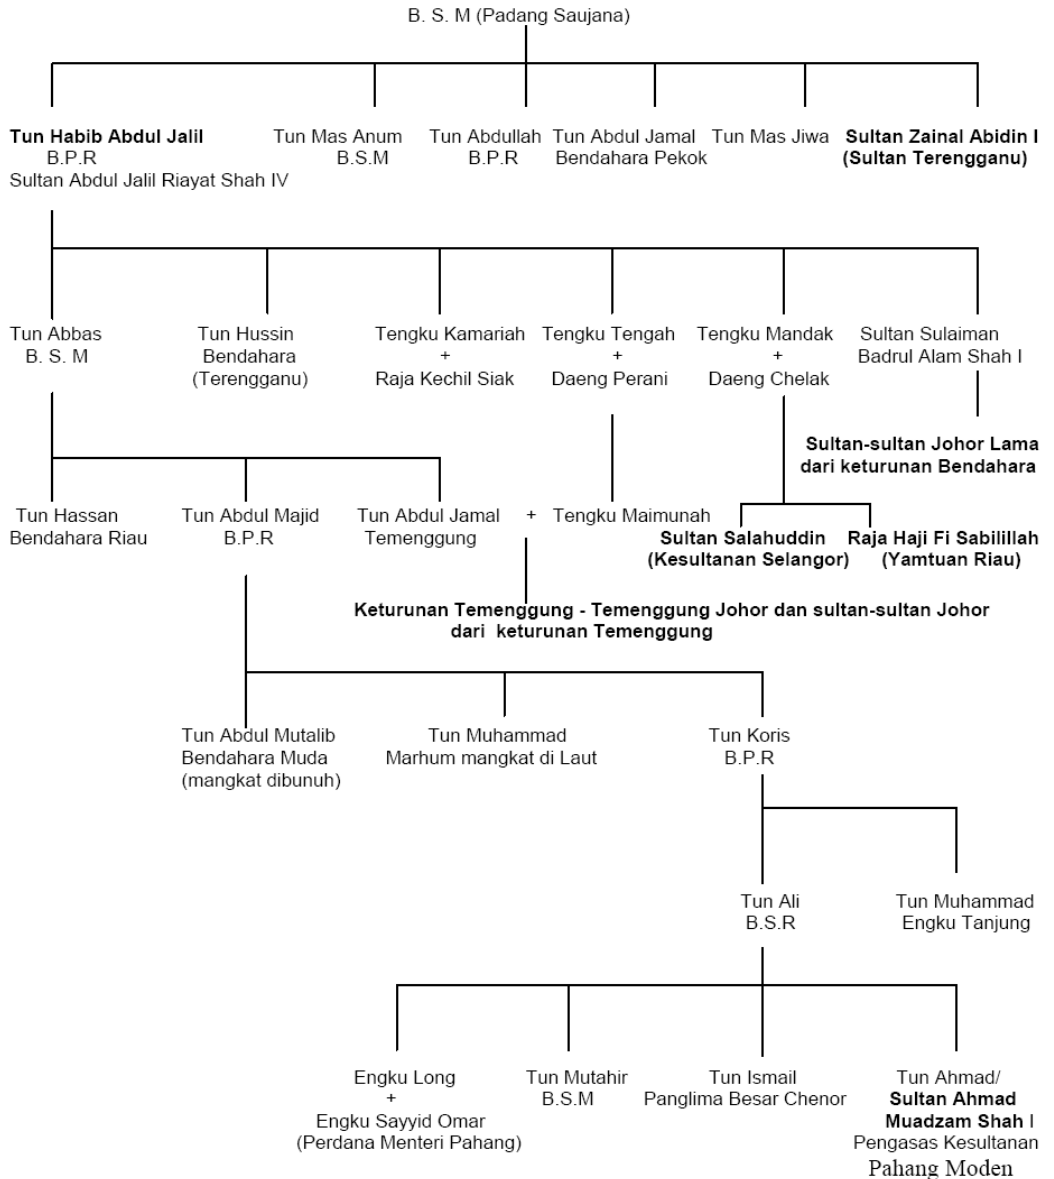 B. S. M (Padang Saujana)
Tun Habib Abdul Jalil
B.P.R
Sultan Abdul Jalil Riayat Shah IV
Tun Mas Anum
B.S.M
Tun Abdullah
B.P.R
Tun Abdul Jamal
Bendahara Pekok
Tun Mas Jiwa
Sultan Zainal Abidin I
(Sultan Terengganu)
Tun Abbas
B. S. M
Tun Hussin
Bendahara
(Terengganu)
Tengku Kamariah
+
Raja Kechil Siak
Tengku Tengah
+
Daeng Perani
Tengku Mandak
+
Daeng Chelak
Sultan Sulaiman
Badrul Alam Shah I
Sultan-sultan Johor Lama
dari keturunan Bendahara
Tun Hassan
Bendahara Riau
Tun Abdul Majid
B.P.R
Tun Abdul Jamal
Temenggung
+
Tengku Maimunah
Sultan Salahuddin
(Kesultanan Selangor)
Raja Haji Fi Sabilillah
(Yamtuan Riau)
Keturunan Temenggung - Temenggung Johor dan sultan-sultan Johor
dari keturunan Temenggung
Tun Abdul Mutalib
Bendahara Muda
(mangkat dibunuh)
Tun Muhammad
Marhum mangkat di Laut
Tun Koris
B.P.R
Tun Ali
B.S.R
Tun Muhammad
Engku Tanjung
Engku Long
+
Engku Sayyid Omar
(Perdana Menteri Pahang)
Tun Mutahir
B.S.M
Tun Ismail
Panglima Besar Chenor
Tun Ahmad/
Sultan Ahmad
Muadzam Shah I
Pengasas Kesultanan
Pahang Moden